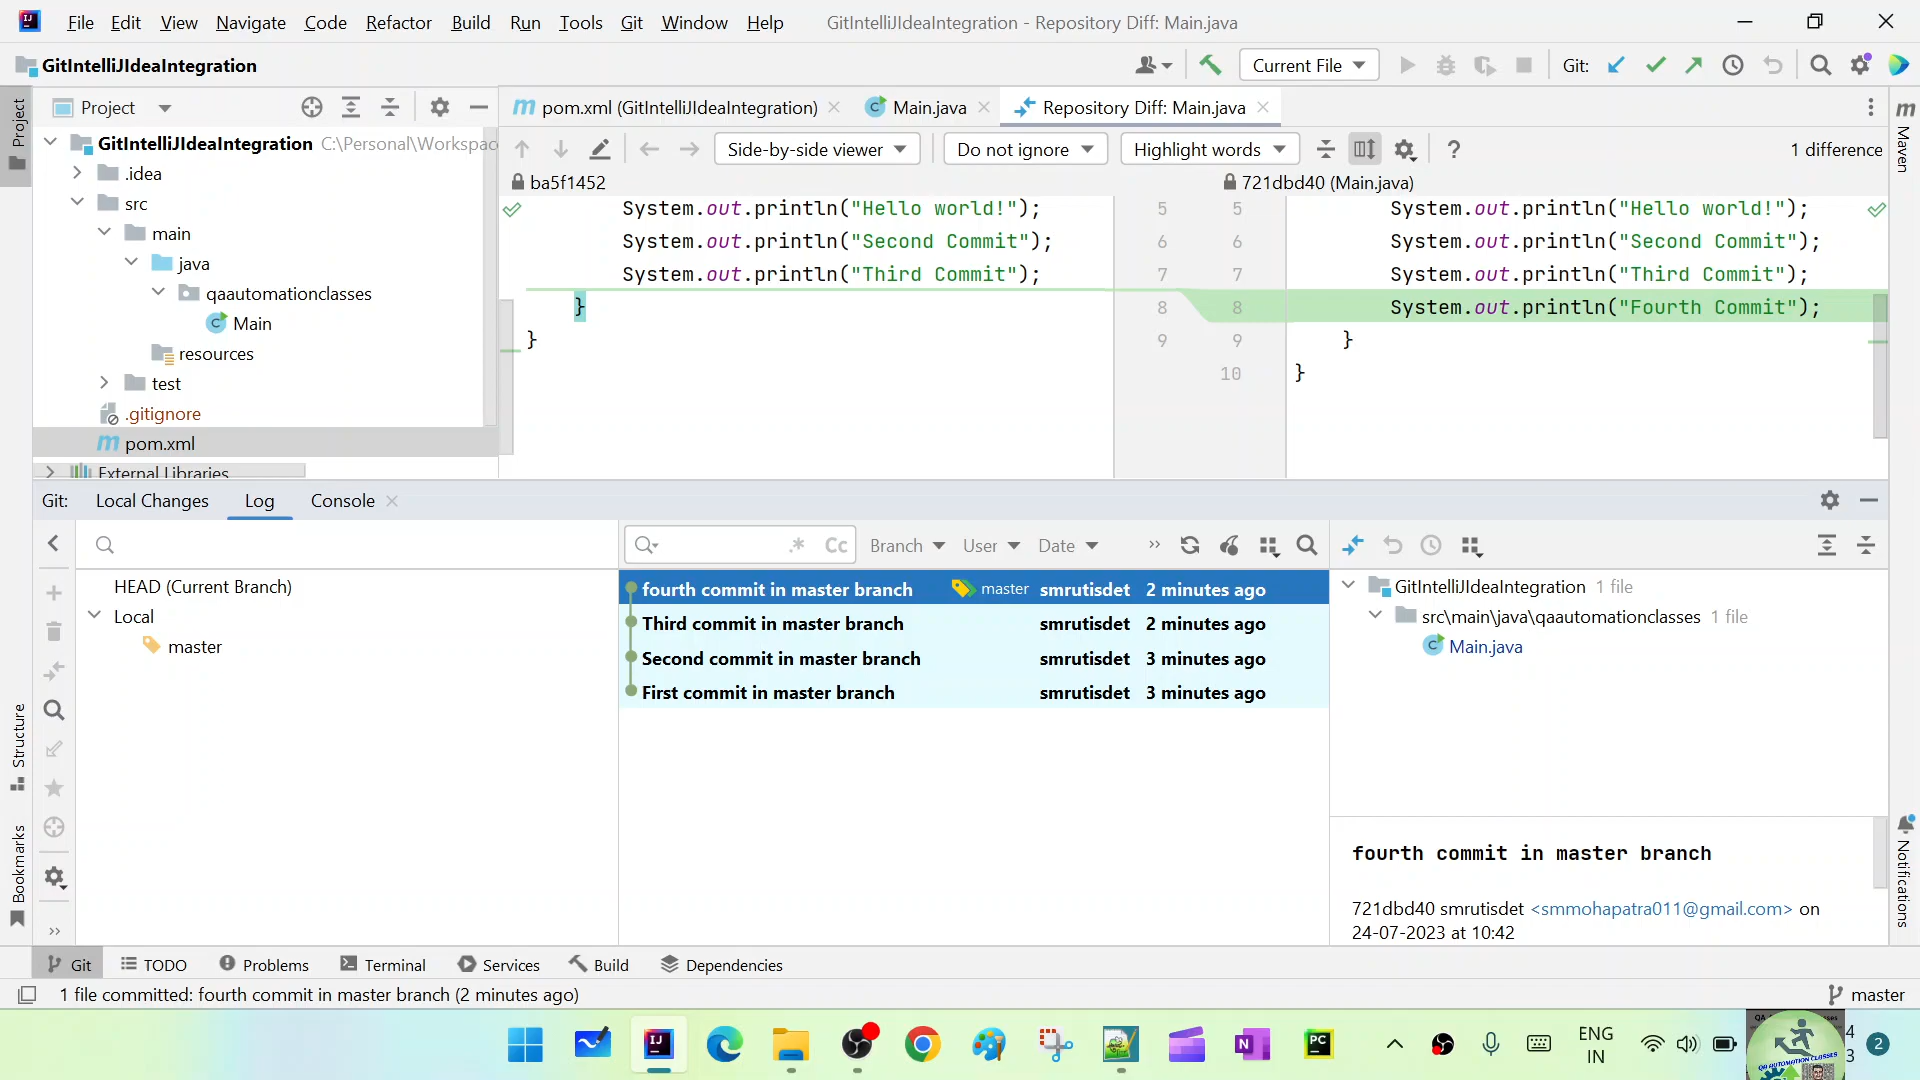 File Edit View Navigate Code Refactor Build Run Tools Git Window Help GitIntelliJIdeaIntegration - Repository Diff: Main.java
GitIntelliJIdeaIntegration Current File Git:
Project pom.xml (GitIntelliJIdeaIntegration) Main.java Repository Diff: Main.java
Project
Maven
GitIntelliJIdeaIntegration C:\Personal\Workspac
Side-by-side viewer Do not ignore Highlight words ? 1 difference
.idea
ba5f1452 721dbd40 (Main.java)
src
System.out.println("Hello world!"); 5 5 System.out.println("Hello world!");
main
System.out.println("Second Commit"); 6 6 System.out.println("Second Commit");
java
System.out.println("Third Commit"); 7 7 System.out.println("Third Commit");
qaautomationclasses
} 8 8 System.out.println("Fourth Commit");
Main
} 9 9 }
resources
10 }
test
.gitignore
pom.xml
External Libraries
Git: Local Changes Log Console
.* Cc Branch User Date
HEAD (Current Branch)
Local
master
fourth commit in master branch master smrutisdet 2 minutes ago
Third commit in master branch smrutisdet 2 minutes ago
Second commit in master branch smrutisdet 3 minutes ago
First commit in master branch smrutisdet 3 minutes ago
GitIntelliJIdeaIntegration 1 file
src\main\java\qaautomationclasses 1 file
Main.java
Structure
Bookmarks
Notifications
fourth commit in master branch
721dbd40 smrutisdet <smmohapatra011@gmail.com> on
24-07-2023 at 10:42
Git TODO Problems Terminal Services Build Dependencies
1 file committed: fourth commit in master branch (2 minutes ago) master
ENG
IN
QA AUTOMATION CLASSES
4
3
2